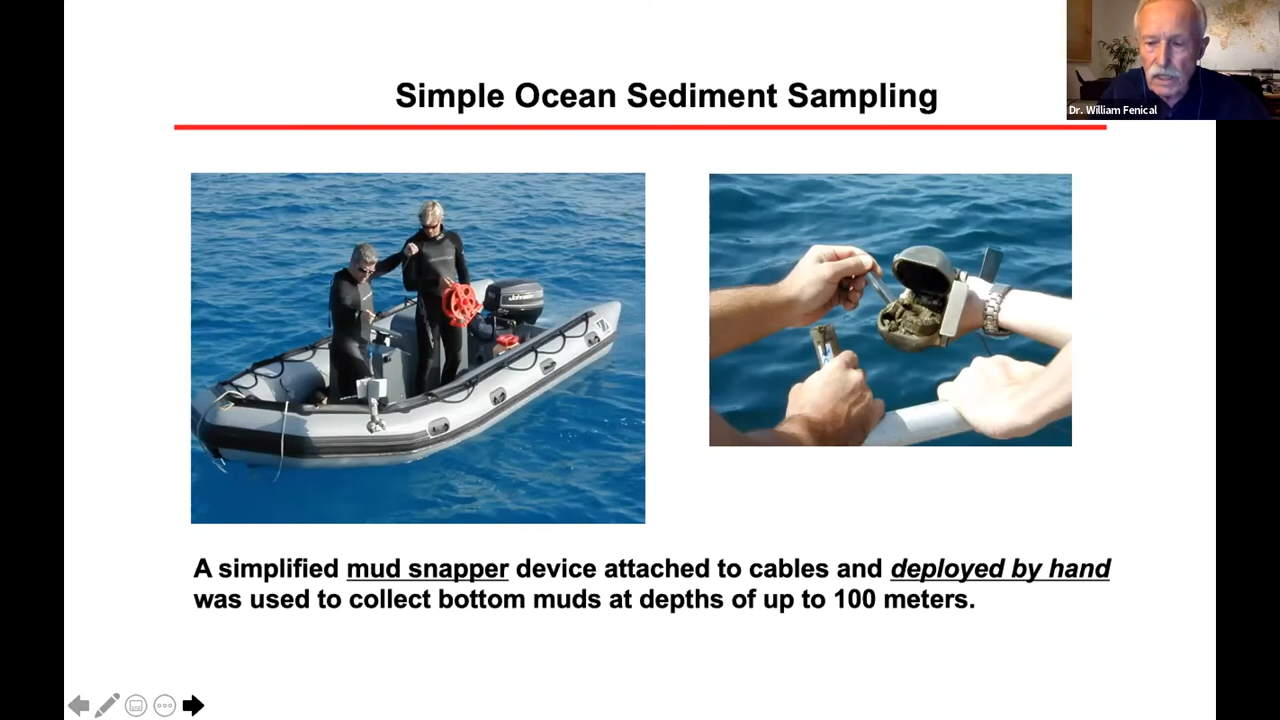 Simple Ocean Sediment Sampling
Dr. William Fenical
Johnson
A simplified mud snapper device attached to cables and deployed by hand
was used to collect bottom muds at depths of up to 100 meters.